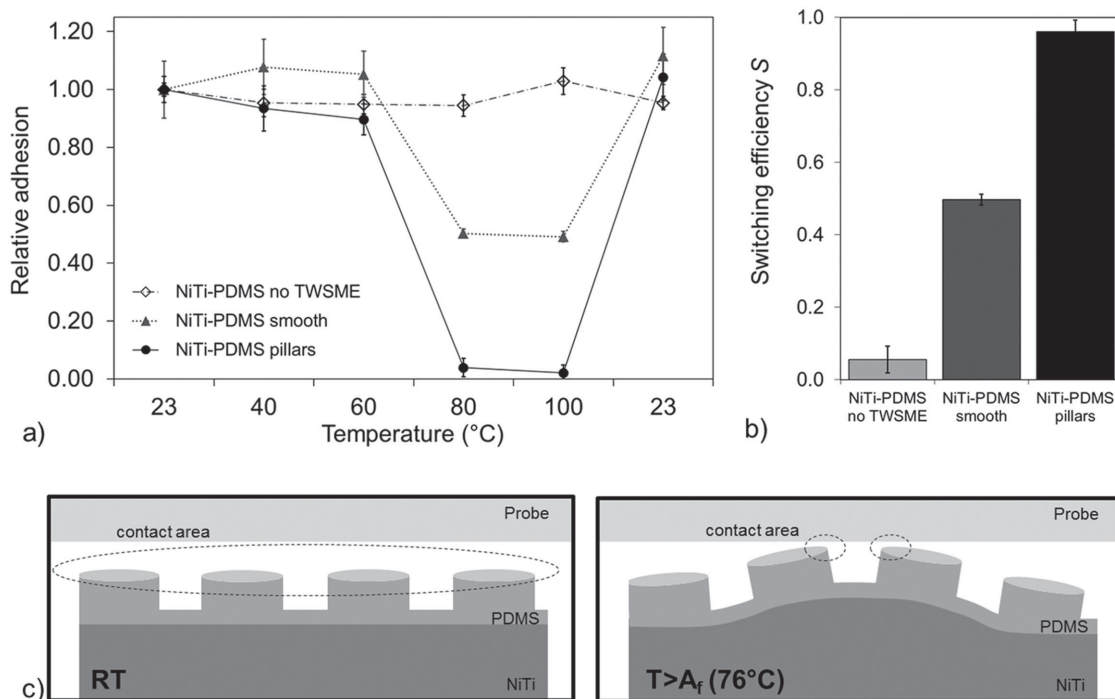 1.20
1.00
0.80
0.60
0.40
0.20
0.00
Relative adhesion
NiTi-PDMS no TWSME
NiTi-PDMS smooth
NiTi-PDMS pillars
23 40 60 80 100 23
Temperature (°C)
a)
1.0
0.8
0.6
0.4
0.2
0.0
Switching efficiency S
NiTi-PDMS
no TWSME
NiTi-PDMS
smooth
NiTi-PDMS
pillars
b)
Probe
contact area
PDMS
RT
NiTi
Probe
contact area
PDMS
T>Af (76°C)
NiTi
c)